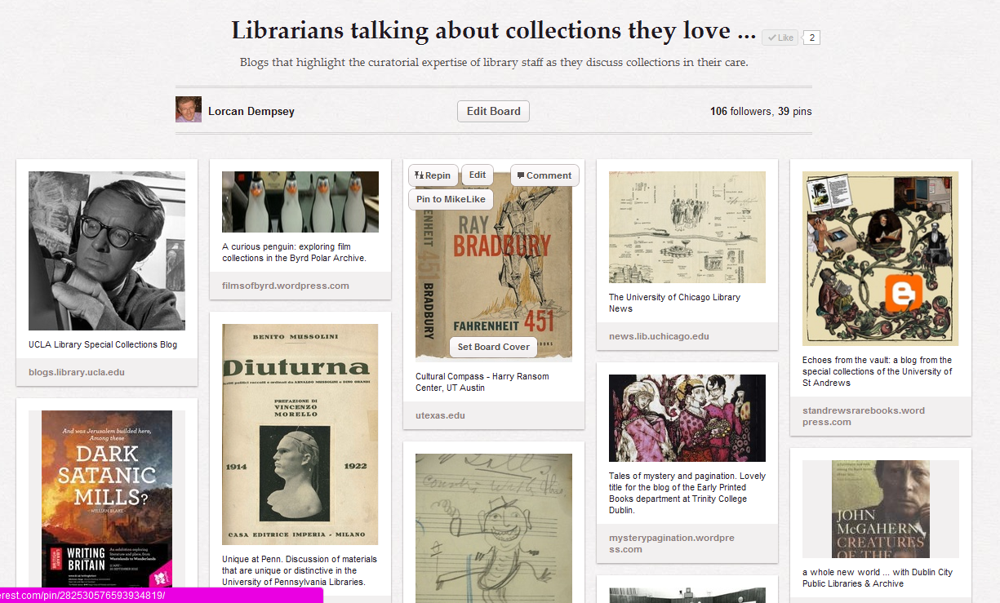 Librarians talking about collections they love ...
Like
2
Blogs that highlight the curatorial expertise of library staff as they discuss collections in their care.
Lorcan Dempsey
Edit Board
106 followers, 39 pins
UCLA Library Special Collections Blog
blogs.library.ucla.edu
And was Jerusalem builded here,
Among these
DARK
SATANIC
MILLS?
WILLIAM BLAKE
WRITING
BRITAIN
A curious penguin: exploring film
collections in the Byrd Polar Archive.
filmsofbyrd.wordpress.com
BENITO MUSSOLINI
Diuturna
PREFAZIONE DI
VINCENZO
MORELLO
1914
1922
CASA EDITRICE IMPERIA - MILANO
Unique at Penn. Discussion of materials
that are unique or distinctive in the
University of Pennsylvania Libraries.
Repin
Edit
Comment
Pin to MikeLike
RAY
BRADBURY
FAHRENHEIT 451
ENHEIT 451
BRADBURY
Set Board Cover
Cultural Compass - Harry Ransom
Center, UT Austin
utexas.edu
The University of Chicago Library
News
news.lib.uchicago.edu
Tales of mystery and pagination. Lovely
title for the blog of the Early Printed
Books department at Trinity College
Dublin.
mysterypagination.wordpre
ss.com
Echoes from the vault: a blog from the
special collections of the University of
St Andrews
standrewsrarebooks.word
press.com
JOHN
McGAHERN
CREATURES
OF THE
a whole new world ... with Dublin City
Public Libraries & Archive
erest.com/pin/282530576593934819/